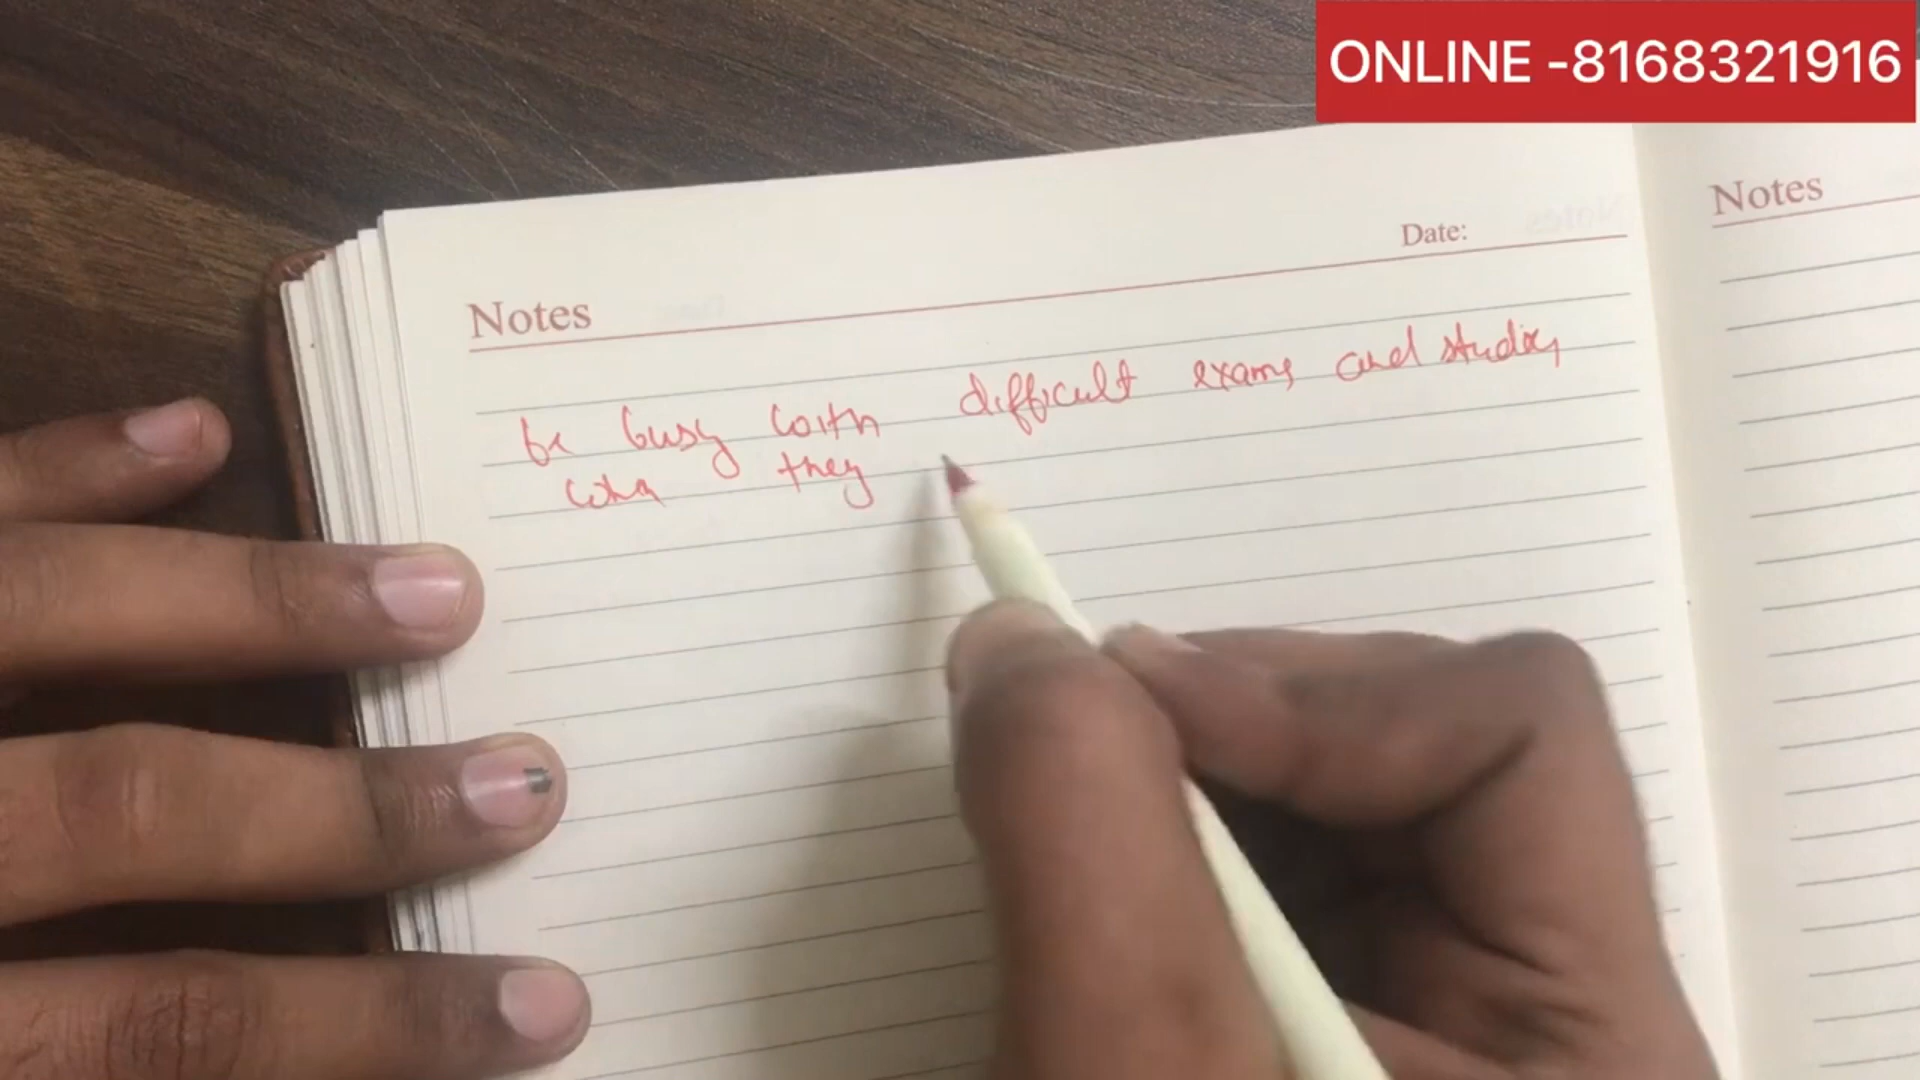 ONLINE -8168321916
Notes
Date:
Notes
be busy with difficult exams and studies,
when they